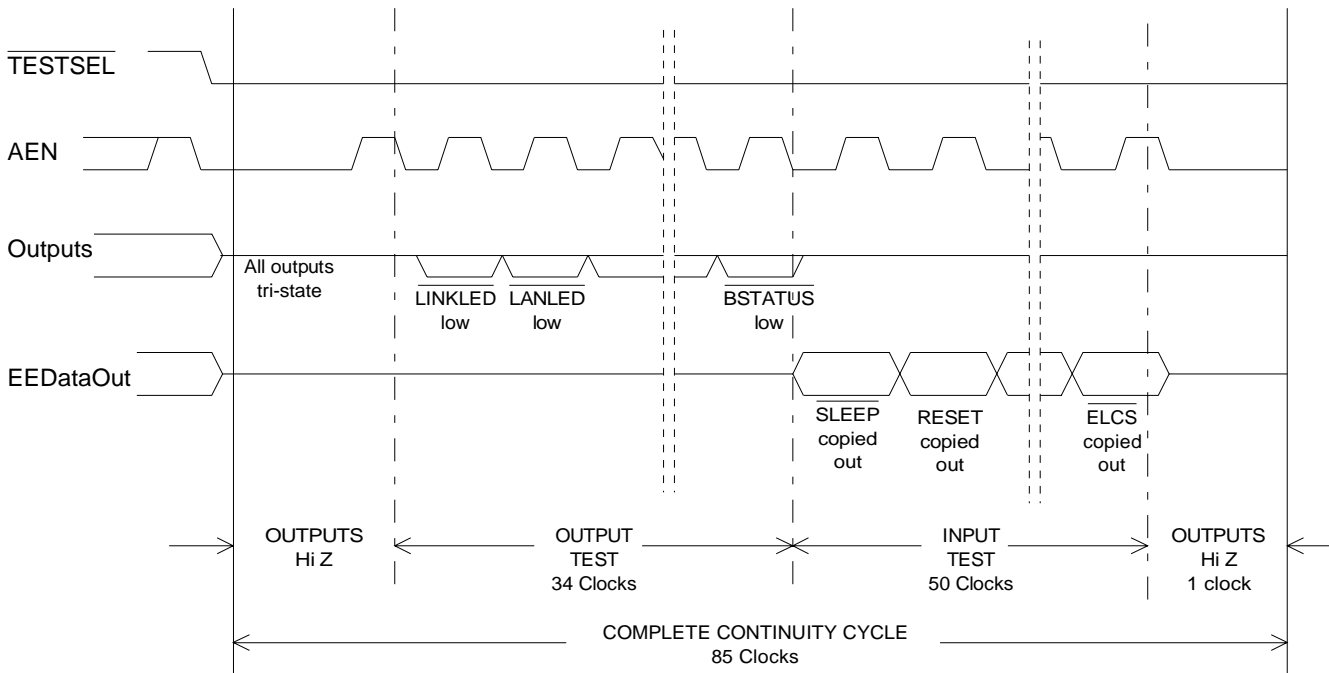 TESTSEL
AEN
Outputs
All outputs
tri-state
LINKLED
low
LANLED
low
BSTATUS
low
EEDataOut
SLEEP
copied
out
RESET
copied
out
ELCS
copied
out
OUTPUTS
Hi Z
OUTPUT
TEST
34 Clocks
INPUT
TEST
50 Clocks
OUTPUTS
Hi Z
1 clock
COMPLETE CONTINUITY CYCLE
85 Clocks